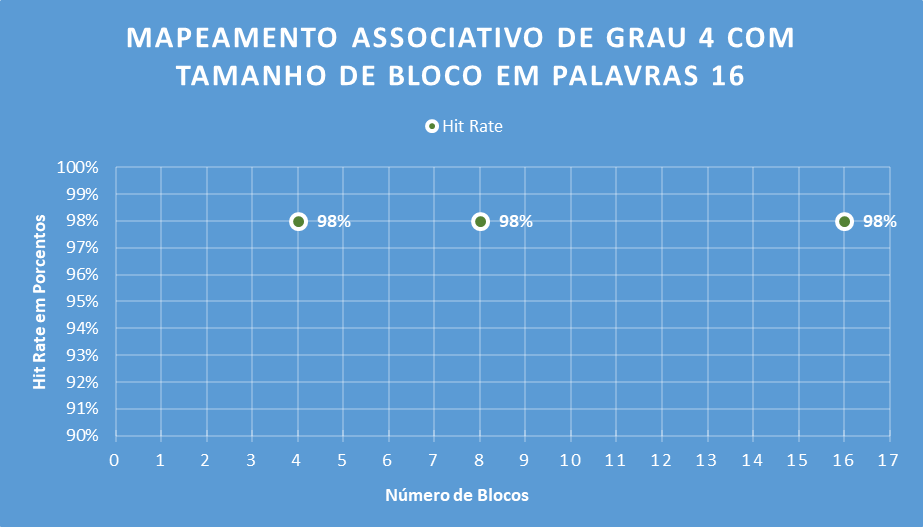 MAPEAMENTO ASSOCIATIVO DE GRAU 4 COM
TAMANHO DE BLOCO EM PALAVRAS 16
Hit Rate
100%
99%
98%
97%
96%
95%
94%
93%
92%
91%
90%
Hit Rate em Porcentos
98%
98%
98%
0 1 2 3 4 5 6 7 8 9 10 11 12 13 14 15 16 17
Número de Blocos